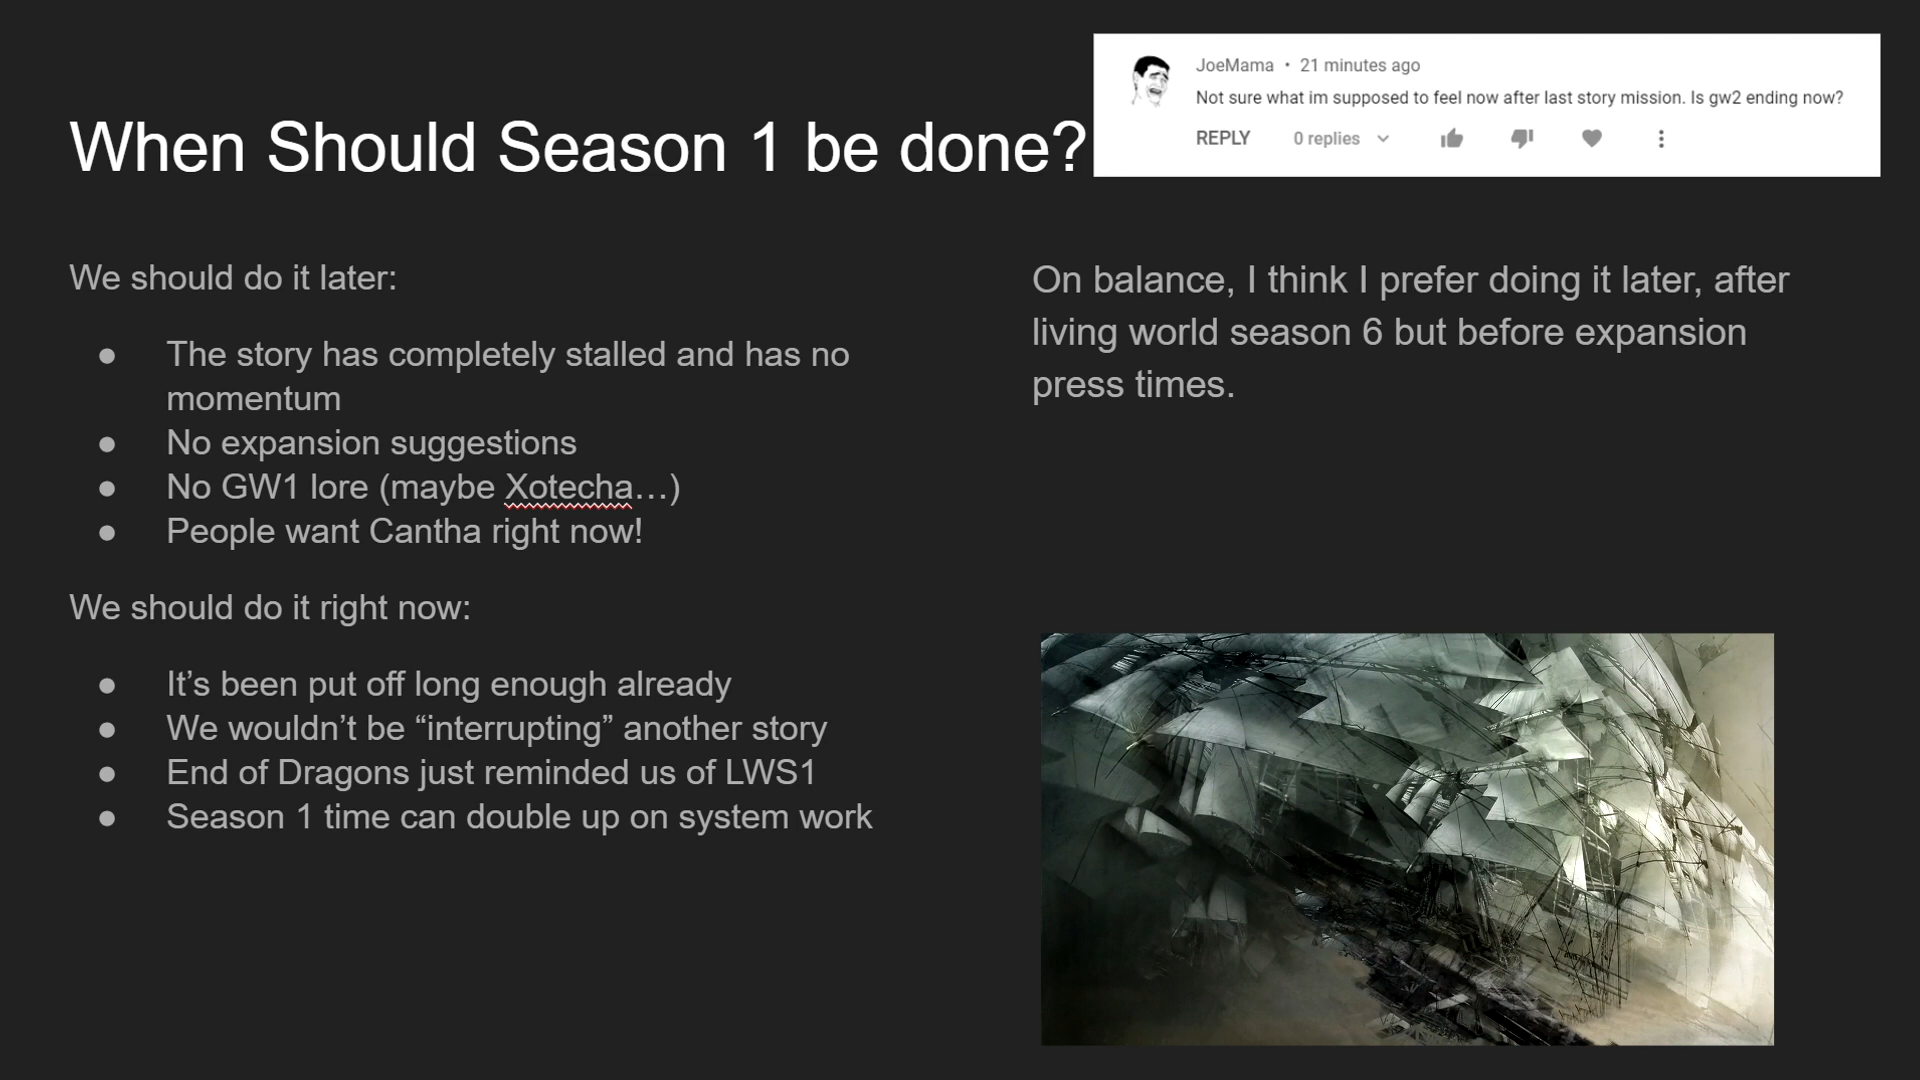 When Should Season 1 be done?
JoeMama • 21 minutes ago
Not sure what im supposed to feel now after last story mission. Is gw2 ending now?
REPLY 0 replies
We should do it later:
● The story has completely stalled and has no
momentum
● No expansion suggestions
● No GW1 lore (maybe Xotecha…)
● People want Cantha right now!
We should do it right now:
● It’s been put off long enough already
● We wouldn’t be “interrupting” another story
● End of Dragons just reminded us of LWS1
● Season 1 time can double up on system work
On balance, I think I prefer doing it later, after
living world season 6 but before expansion
press times.